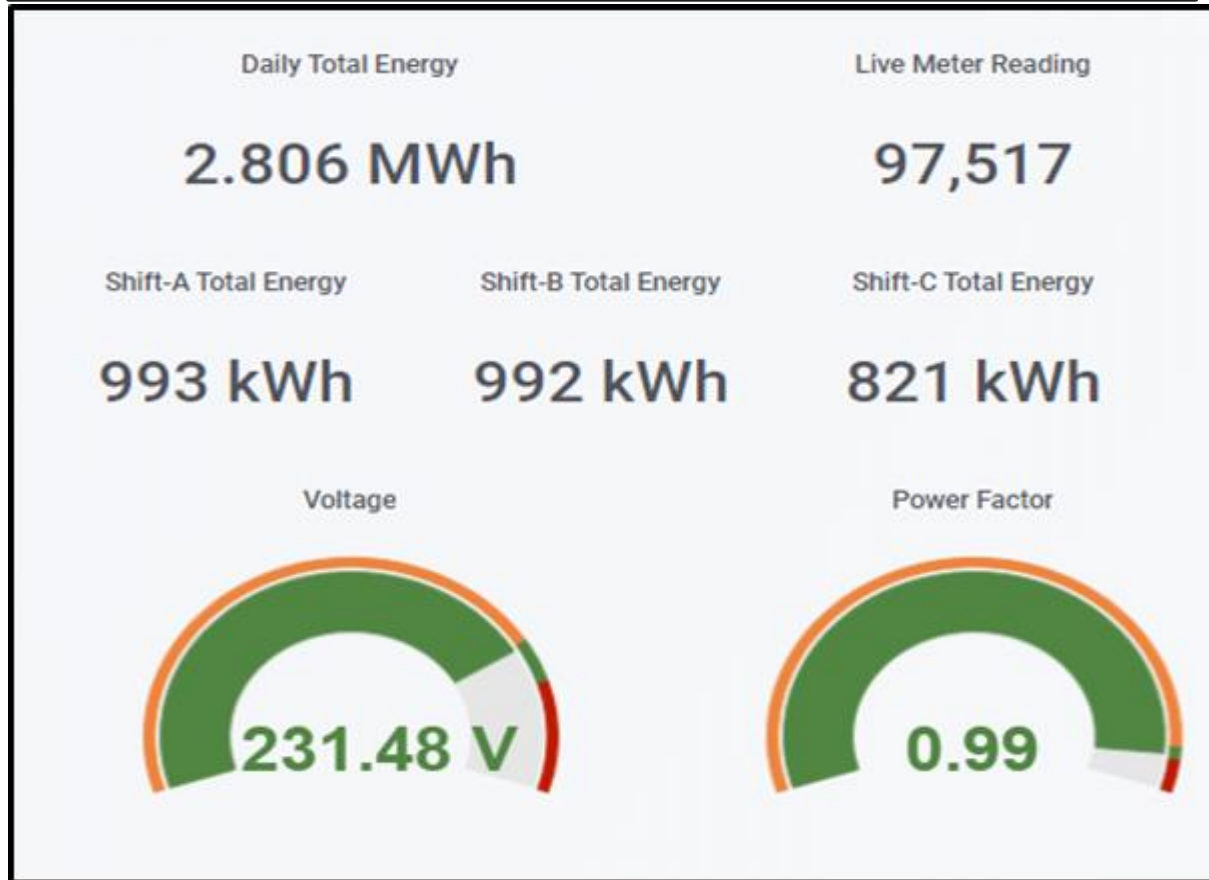 Daily Total Energy
Live Meter Reading
2.806 MWh
97,517
Shift-A Total Energy
Shift-B Total Energy
Shift-C Total Energy
993 kWh
992 kWh
821 kWh
Voltage
Power Factor
231.48 V
0.99